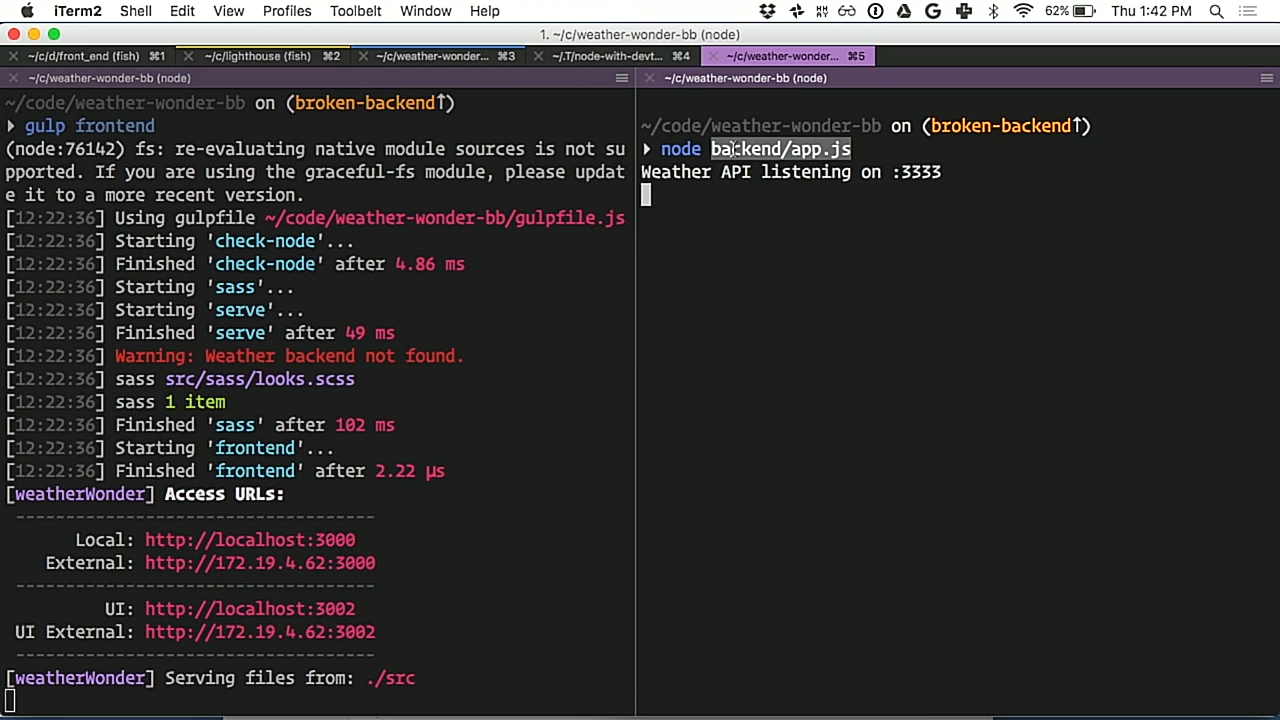 iTerm2 Shell Edit View Profiles Toolbelt Window Help 62% Thu 1:42 PM
1. ~/c/weather-wonder-bb (node)
~/c/d/front_end (fish) ⌘1 ~/c/lighthouse (fish) ⌘2 ~/c/weather-wonder... ⌘3 ~/.T/node-with-devt... ⌘4 ~/c/weather-wonder... ⌘5
~/c/weather-wonder-bb (node)
~/code/weather-wonder-bb on (broken-backend↑)
gulp frontend
(node:76142) fs: re-evaluating native module sources is not su
pported. If you are using the graceful-fs module, please updat
e it to a more recent version.
[12:22:36] Using gulpfile ~/code/weather-wonder-bb/gulpfile.js
[12:22:36] Starting 'check-node'...
[12:22:36] Finished 'check-node' after 4.86 ms
[12:22:36] Starting 'sass'...
[12:22:36] Starting 'serve'...
[12:22:36] Finished 'serve' after 49 ms
[12:22:36] Warning: Weather backend not found.
[12:22:36] sass src/sass/looks.scss
[12:22:36] sass 1 item
[12:22:36] Finished 'sass' after 102 ms
[12:22:36] Starting 'frontend'...
[12:22:36] Finished 'frontend' after 2.22 μs
[weatherWonder] Access URLs:
-----------------------------------
Local: http://localhost:3000
External: http://172.19.4.62:3000
-----------------------------------
UI: http://localhost:3002
UI External: http://172.19.4.62:3002
-----------------------------------
[weatherWonder] Serving files from: ./src
~/c/weather-wonder-bb (node)
~/code/weather-wonder-bb on (broken-backend↑)
node backend/app.js
Weather API listening on :3333